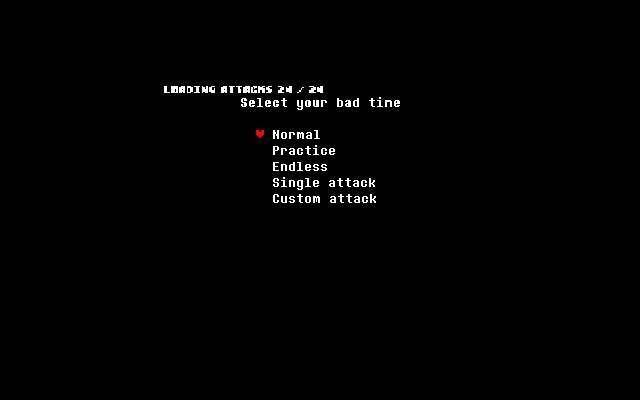 LOADING ATTACKS 24 / 24
Select your bad time
Normal
Practice
Endless
Single attack
Custom attack